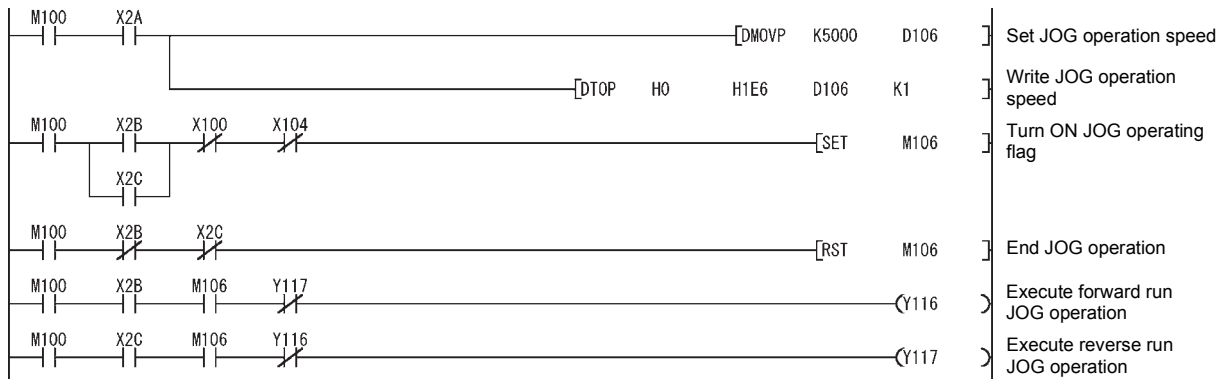 M100 X2A
[DMOVP K5000 D106 ] Set JOG operation speed
[DTOP H0 H1E6 D106 K1 ] Write JOG operation
speed
M100 X2B X100 X104
[SET M106 ] Turn ON JOG operating
flag
X2C
M100 X2B X2C
[RST M106 ] End JOG operation
M100 X2B M106 Y117
(Y116 ) Execute forward run
JOG operation
M100 X2C M106 Y116
(Y117 ) Execute reverse run
JOG operation